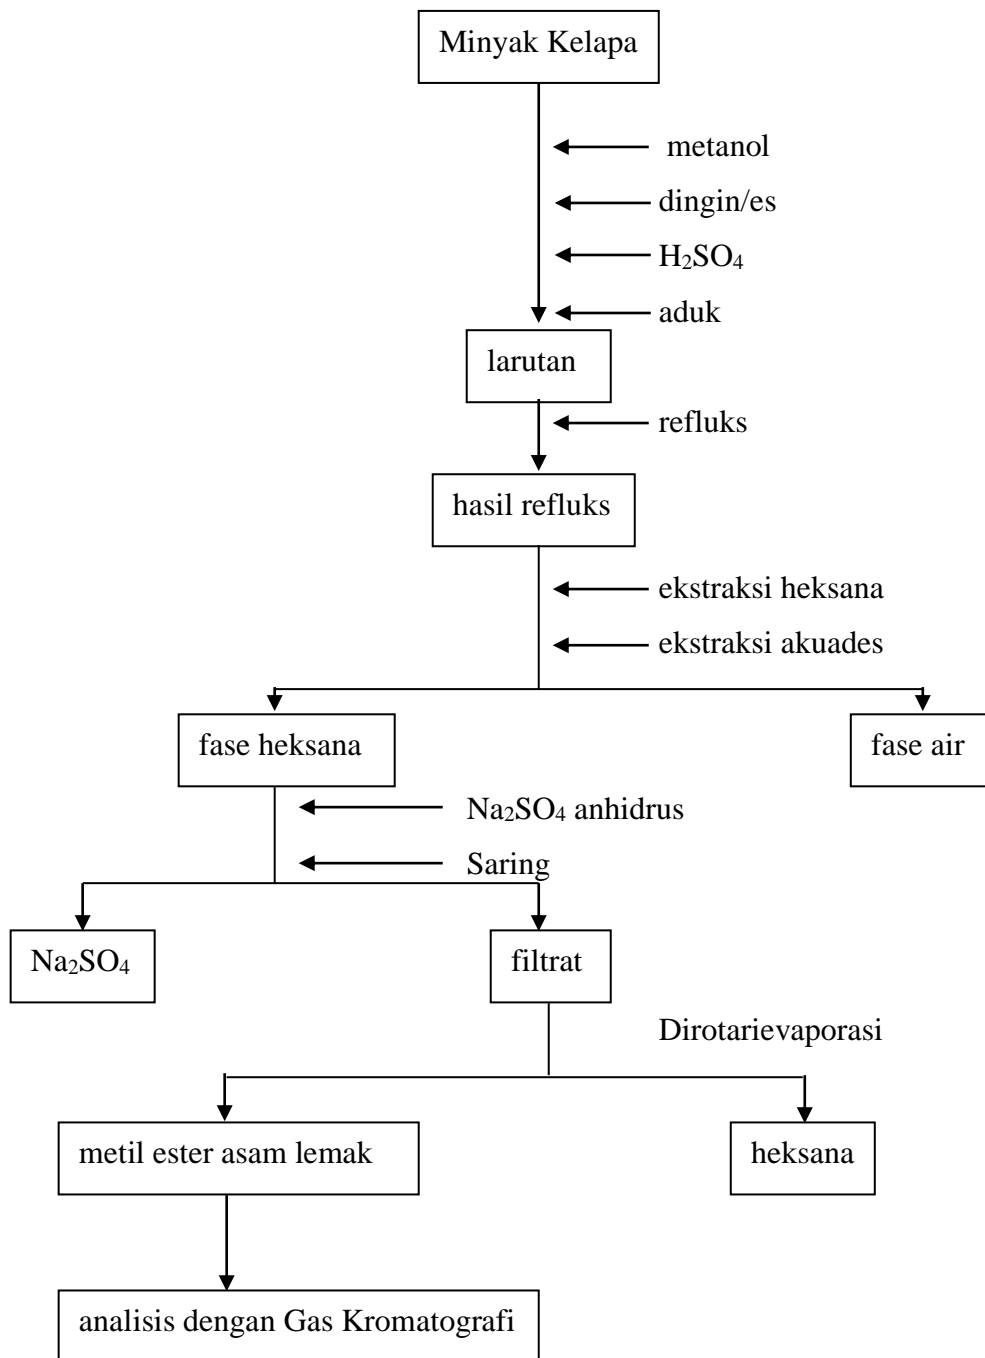 Minyak Kelapa
metanol
dingin/es
H₂SO₄
aduk
larutan
refluks
hasil refluks
ekstraksi heksana
ekstraksi akuades
fase heksana
fase air
Na₂SO₄ anhidrus
Saring
Na₂SO₄
filtrat
Dirotarievaporasi
metil ester asam lemak
heksana
analisis dengan Gas Kromatografi